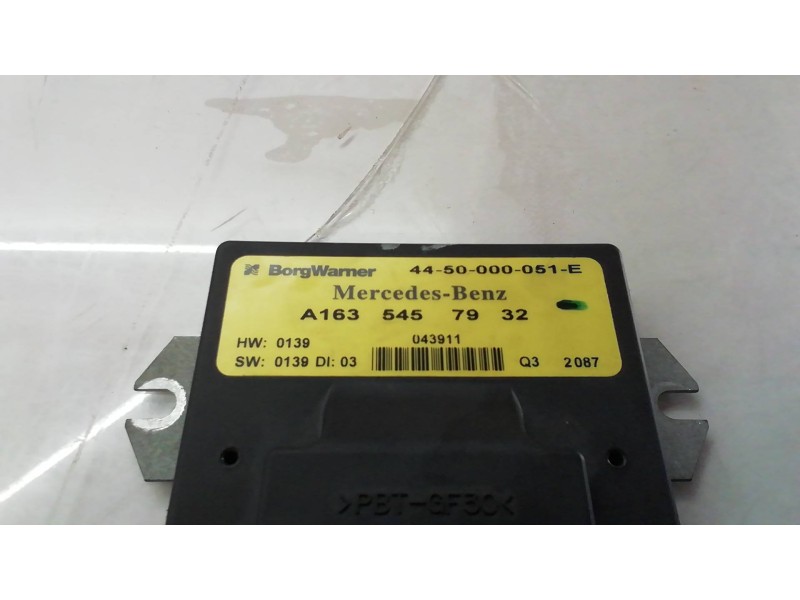 BorgWarner 44-50-000-051-E
Mercedes-Benz
A163 545 79 32
HW: 0139 043911
SW: 0139 DI: 03 Q3 2087
>PBT-GF30<